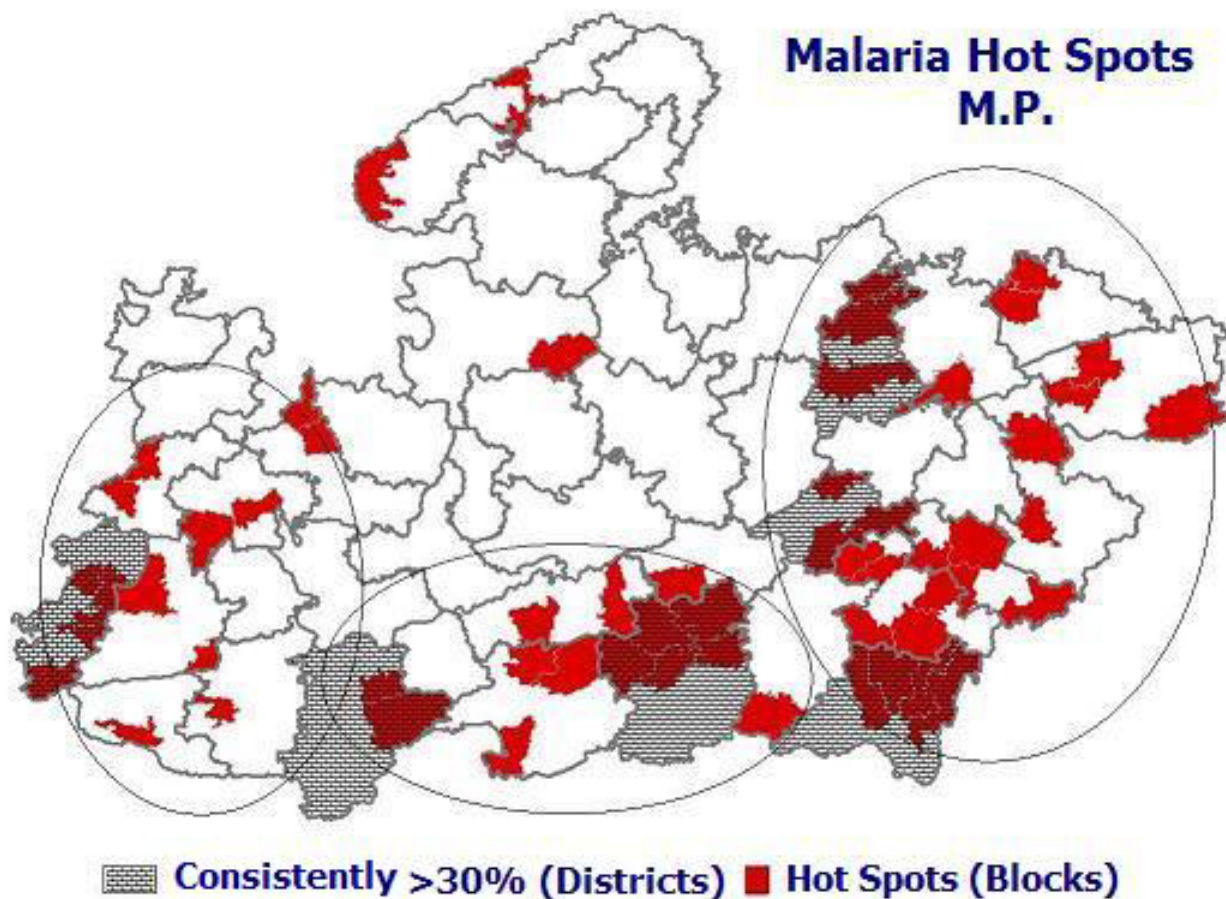 Malaria Hot Spots
M.P.
Consistently >30% (Districts) Hot Spots (Blocks)